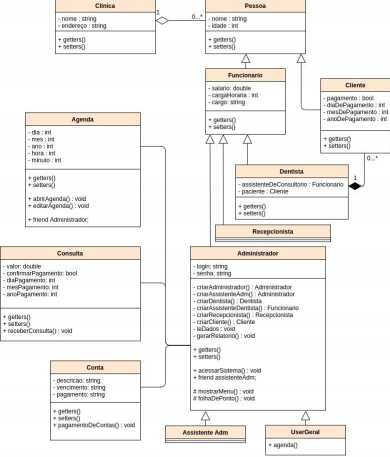 Clínica
- nome : string
- endereço : string
+ getters()
+ setters()
1
0...*
Pessoa
- nome : string
- idade : int
+ getters()
+ setters()
Funcionario
- salario: double
- cargaHoraria : int
- cargo: string
+ getters()
+ setters()
Cliente
- pagamento : bool
- diaDePagamento : int
- mesDePagamento : int
- anoDePagamento : int
+ getters()
+ setters()
0...*
1
Agenda
- dia : int
- mes : int
- ano : int
- hora : int
- minuto : int
+ getters()
+ setters()
+ abrirAgenda() : void
+ editarAgenda() : void
+ friend Administrador;
Dentista
- assistenteDeConsultorio : Funcionario
- paciente : Cliente
+ getters()
+ setters()
Recepcionista
Consulta
- valor: double
- confirmarPagamento: bool
- diaPagamento: int
- mesPagamento: int
- anoPagamento: int
+ getters()
+ setters()
+ receberConsulta() : void
Administrador
- login: string
- senha: string
- criarAdministrador() : Administrador
- criarAssistenteAdm() : Administrador
- criarDentista() : Dentista
- criarAssistenteDentista() : Funcionario
- criarRecepcionista() : Recepcionista
- criarCliente() : Cliente
- leDados : void
- gerarRelatorio() : void
+ getters()
+ setters()
+ acessarSistema() : void
+ friend assistenteAdm;
# mostrarMenu() : void
# folhaDePonto() : void
Conta
- descricao: string
- vencimento: string
- pagamento: string
+ getters()
+ setters()
+ pagamentoDeContas() : void
Assistente Adm
UserGeral
+ agenda()